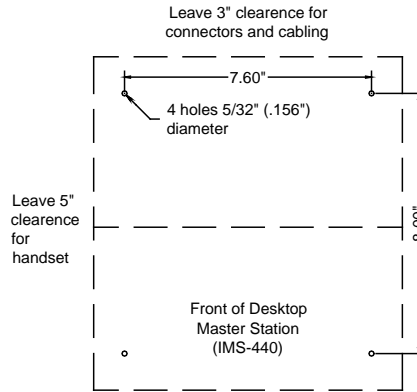 Leave 3" clearence for
connectors and cabling
7.60"
4 holes 5/32" (.156")
diameter
Leave 5"
clearence
for
handset
Front of Desktop
Master Station
(IMS-440)